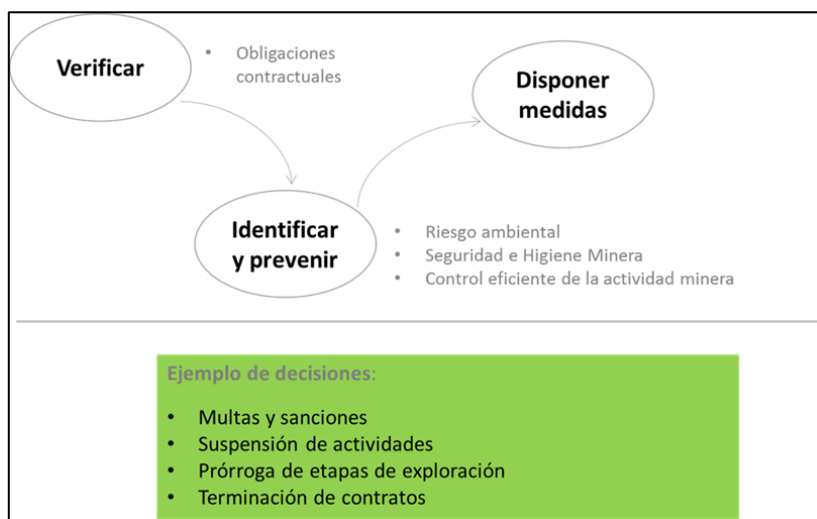 Verificar
• Obligaciones
contractuales
Disponer
medidas
Identificar
y prevenir
• Riesgo ambiental
• Seguridad e Higiene Minera
• Control eficiente de la actividad minera
Ejemplo de decisiones:
• Multas y sanciones
• Suspensión de actividades
• Prórroga de etapas de exploración
• Terminación de contratos